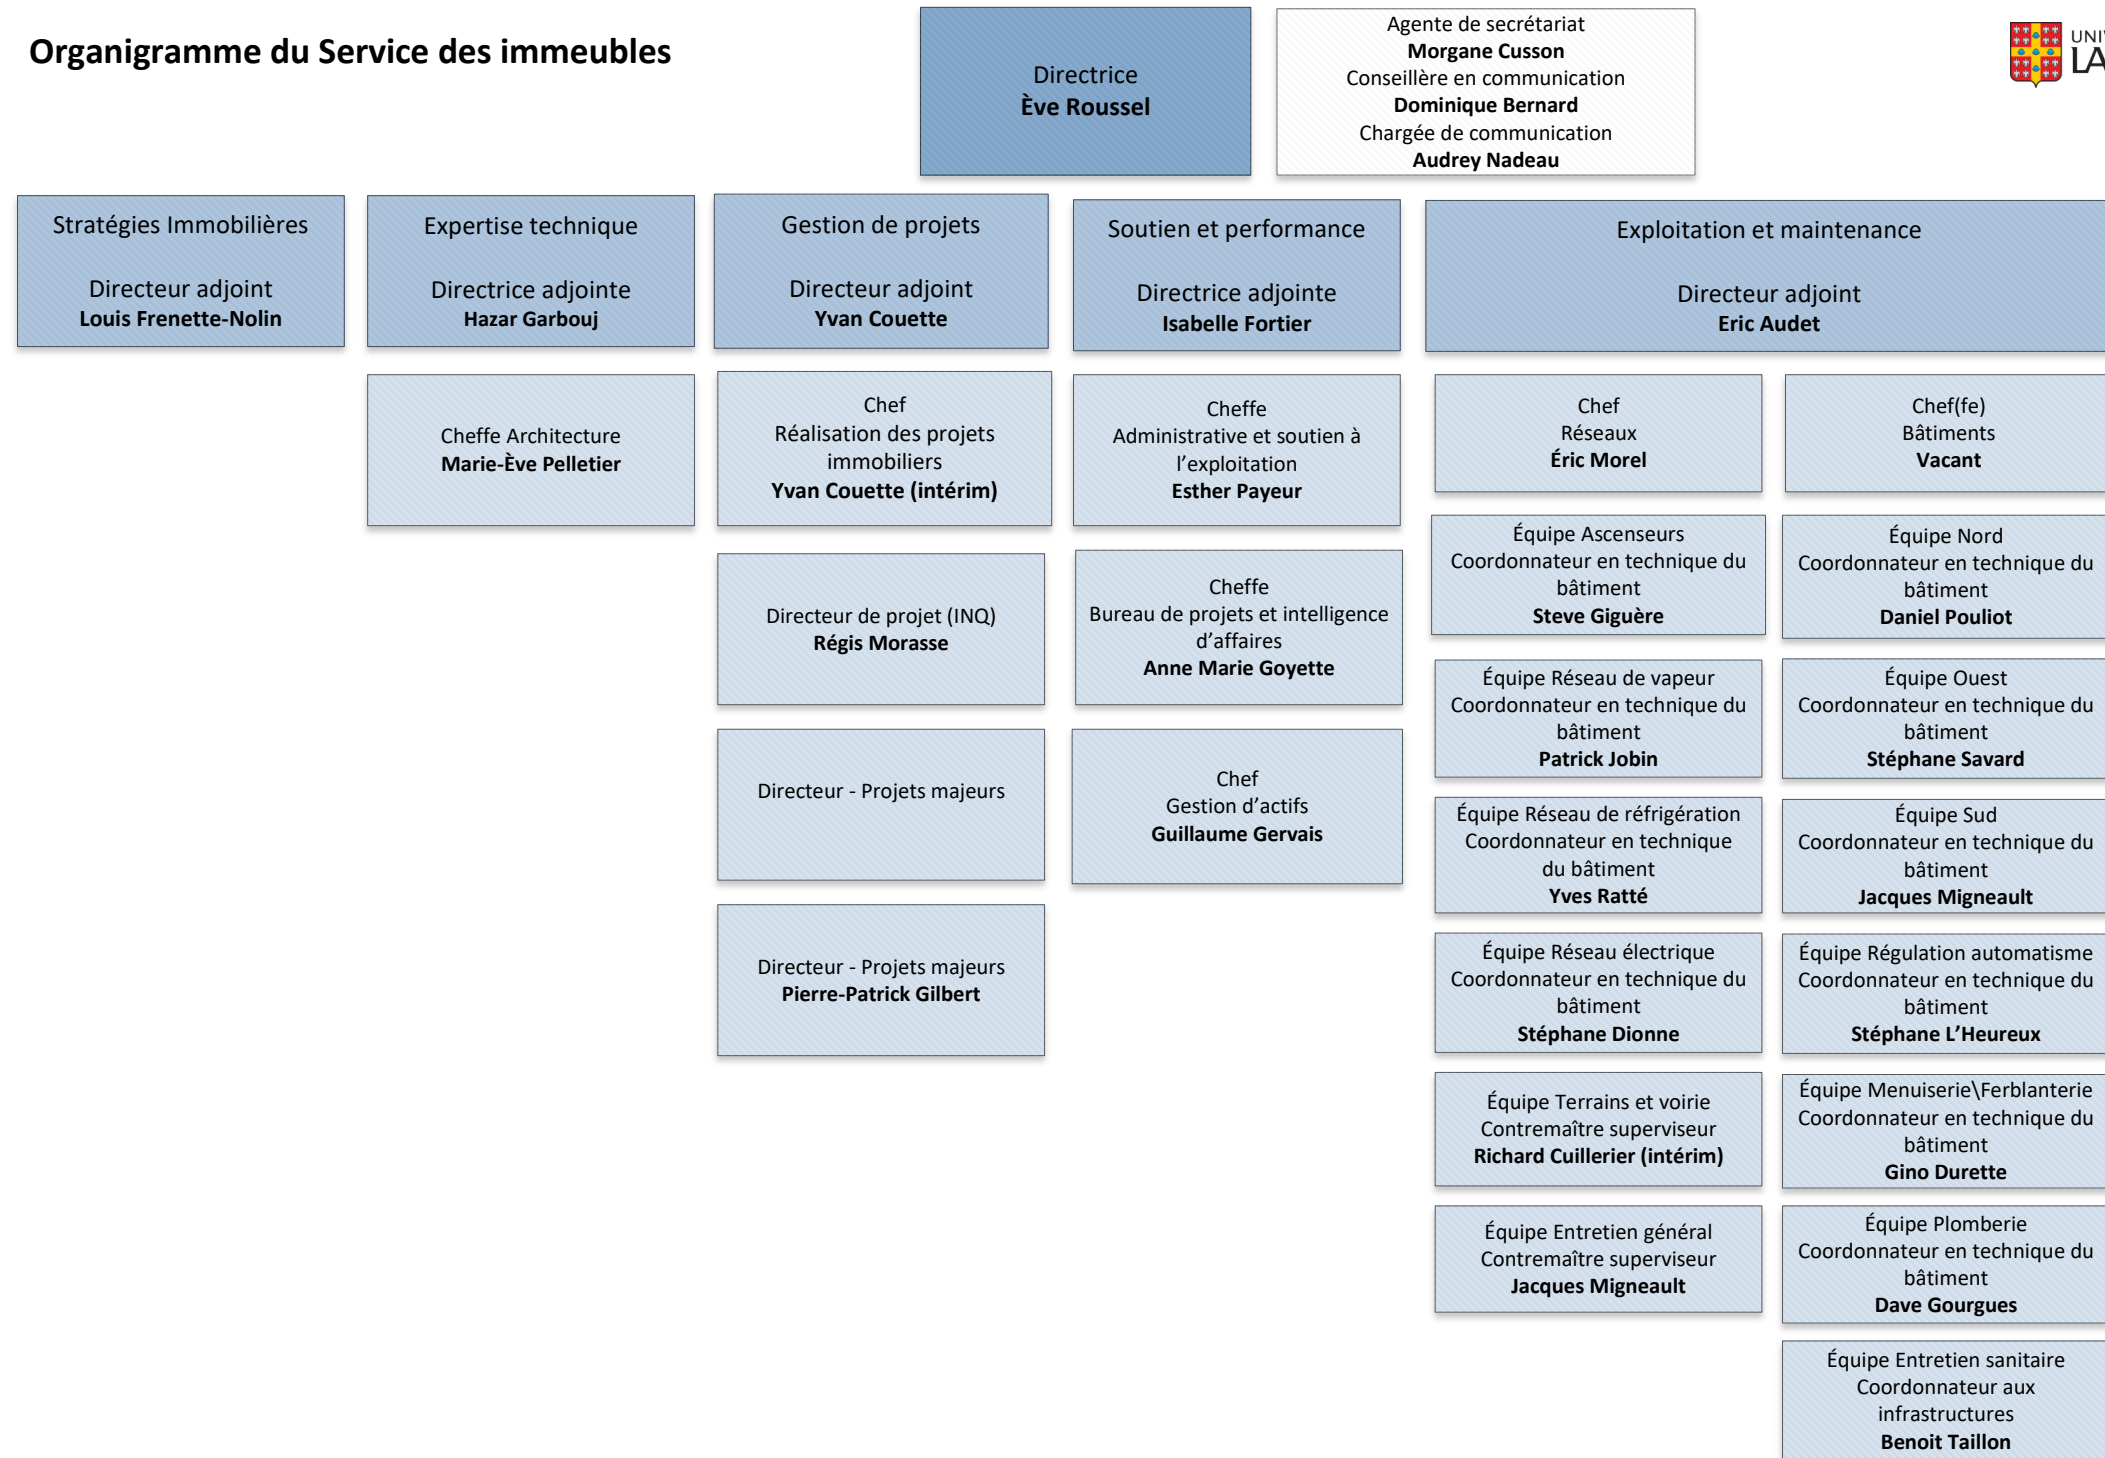 Organigramme du Service des immeubles
Directrice
Ève Roussel
Agente de secrétariat
Morgane Cusson
Conseillère en communication
Dominique Bernard
Chargée de communication
Audrey Nadeau
Stratégies Immobilières
Directeur adjoint
Louis Frenette-Nolin
Expertise technique
Directrice adjointe
Hazar Garbouj
Gestion de projets
Directeur adjoint
Yvan Couette
Soutien et performance
Directrice adjointe
Isabelle Fortier
Exploitation et maintenance
Directeur adjoint
Eric Audet
Cheffe Architecture
Marie-Ève Pelletier
Chef
Réalisation des projets
immobiliers
Yvan Couette (intérim)
Directeur de projet (INQ)
Régis Morasse
Directeur - Projets majeurs
Directeur - Projets majeurs
Pierre-Patrick Gilbert
Cheffe
Administrative et soutien à
l'exploitation
Esther Payeur
Cheffe
Bureau de projets et intelligence
d'affaires
Anne Marie Goyette
Chef
Gestion d'actifs
Guillaume Gervais
Chef
Réseaux
Éric Morel
Équipe Ascenseurs
Coordonnateur en technique du
bâtiment
Steve Giguère
Équipe Réseau de vapeur
Coordonnateur en technique du
bâtiment
Patrick Jobin
Équipe Réseau de réfrigération
Coordonnateur en technique
du bâtiment
Yves Ratté
Équipe Réseau électrique
Coordonnateur en technique du
bâtiment
Stéphane Dionne
Équipe Terrains et voirie
Contremaître superviseur
Richard Cuillerier (intérim)
Équipe Entretien général
Contremaître superviseur
Jacques Migneault
Chef(fe)
Bâtiments
Vacant
Équipe Nord
Coordonnateur en technique du
bâtiment
Daniel Pouliot
Équipe Ouest
Coordonnateur en technique du
bâtiment
Stéphane Savard
Équipe Sud
Coordonnateur en technique du
bâtiment
Jacques Migneault
Équipe Régulation automatisme
Coordonnateur en technique du
bâtiment
Stéphane L'Heureux
Équipe Menuiserie\Ferblanterie
Coordonnateur en technique du
bâtiment
Gino Durette
Équipe Plomberie
Coordonnateur en technique du
bâtiment
Dave Gourgues
Équipe Entretien sanitaire
Coordonnateur aux
infrastructures
Benoit Taillon